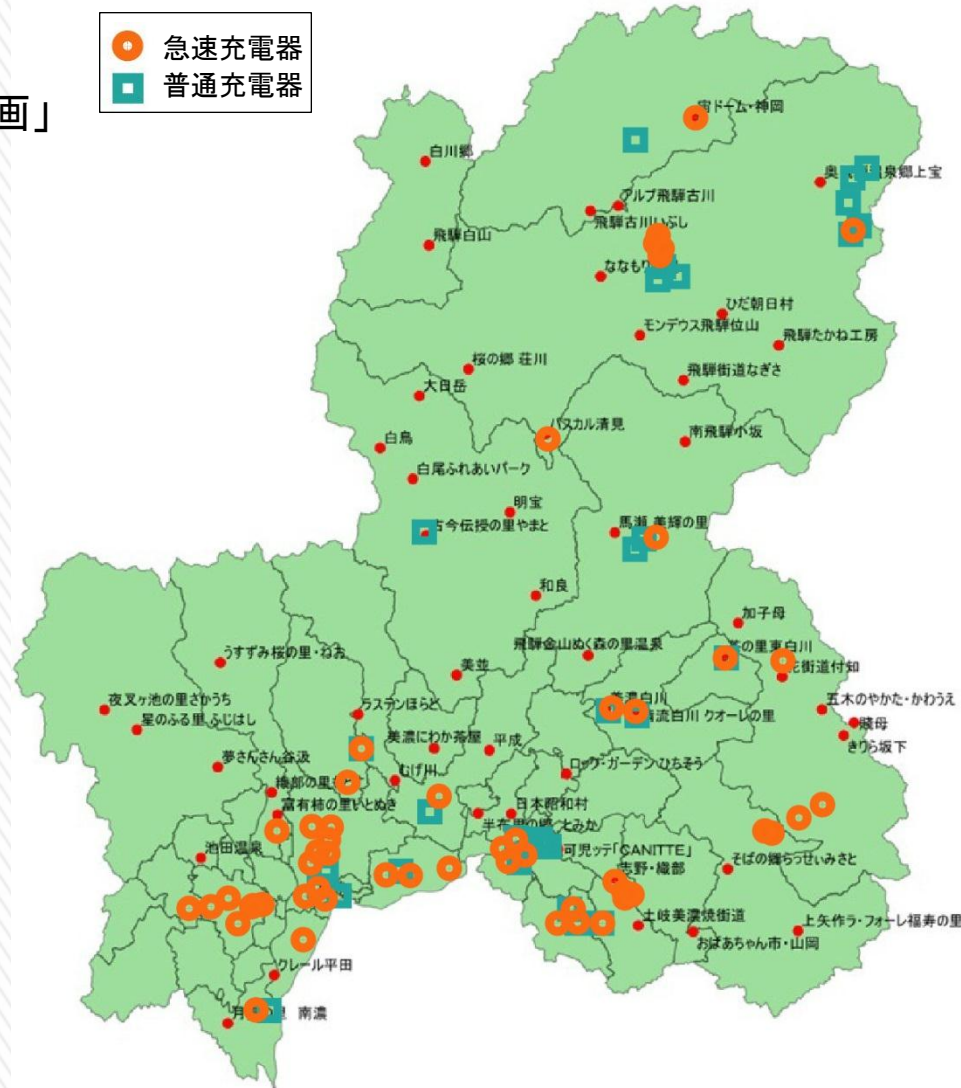 急速充電器
普通充電器
画」
宙ドーム・神岡
白川郷
アルプ飛騨古川
飛騨古川いぶし
飛騨白山
ななもり
ひだ朝日村
モンデウス飛騨位山
飛騨たかね工房
桜の郷 荘川
飛騨街道なぎさ
大日岳
パスカル清見
南飛騨小坂
白鳥
白尾ふれあいパーク
明宝
古今伝授の里やまと
馬瀬 美輝の里
和良
加子母
飛騨金山ぬく森の里温泉
茶の里東白川
うすずみ桜の里・ねお
美並
花街道付知
夜叉ヶ池の里さかうち
ラステンほらど
美濃白川
清流白川 クオーレの里
五木のやかた・かわうえ
賤母
星のふる里 ふじはし
美濃にわか茶屋
平成
きりら坂下
夢さんさん谷汲
むげ川
ロック・ガーデン ひちそう
織部の里もとす
富有柿の里いとぬき
日本昭和村
半布里の郷 とみか
可児ッテ「CANITTE」
池田温泉
志野・織部
そばの郷らっせいみさと
土岐美濃焼街道
上矢作ラ・フォーレ福寿の里
おばあちゃん市・山岡
クレール平田
南濃